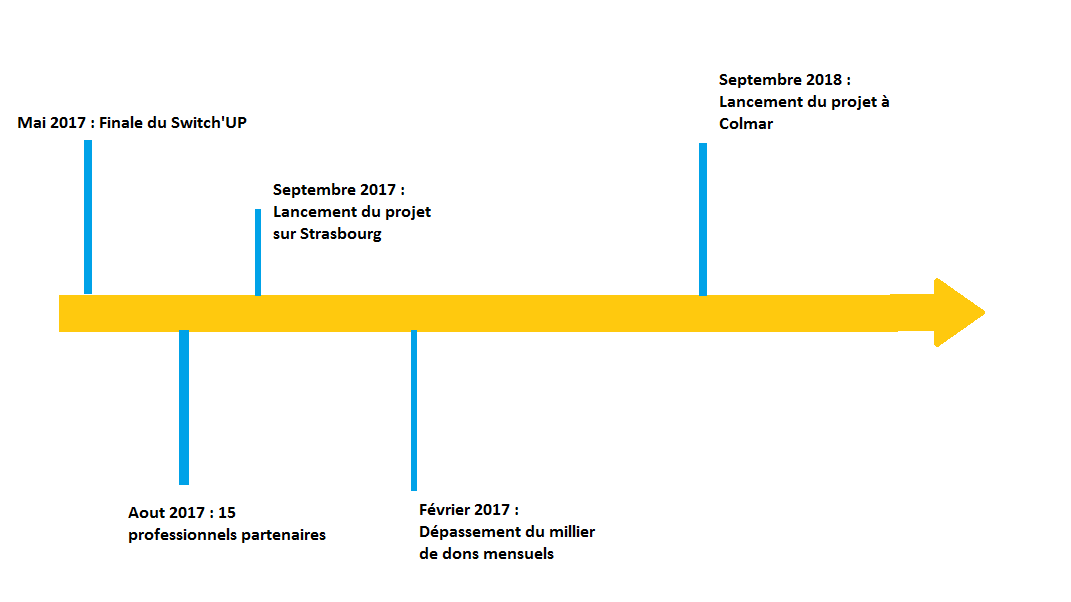 Mai 2017 : Finale du Switch'UP
Septembre 2017 :
Lancement du projet
sur Strasbourg
Septembre 2018 :
Lancement du projet à
Colmar
Aout 2017 : 15
professionnels partenaires
Février 2017 :
Dépassement du millier
de dons mensuels